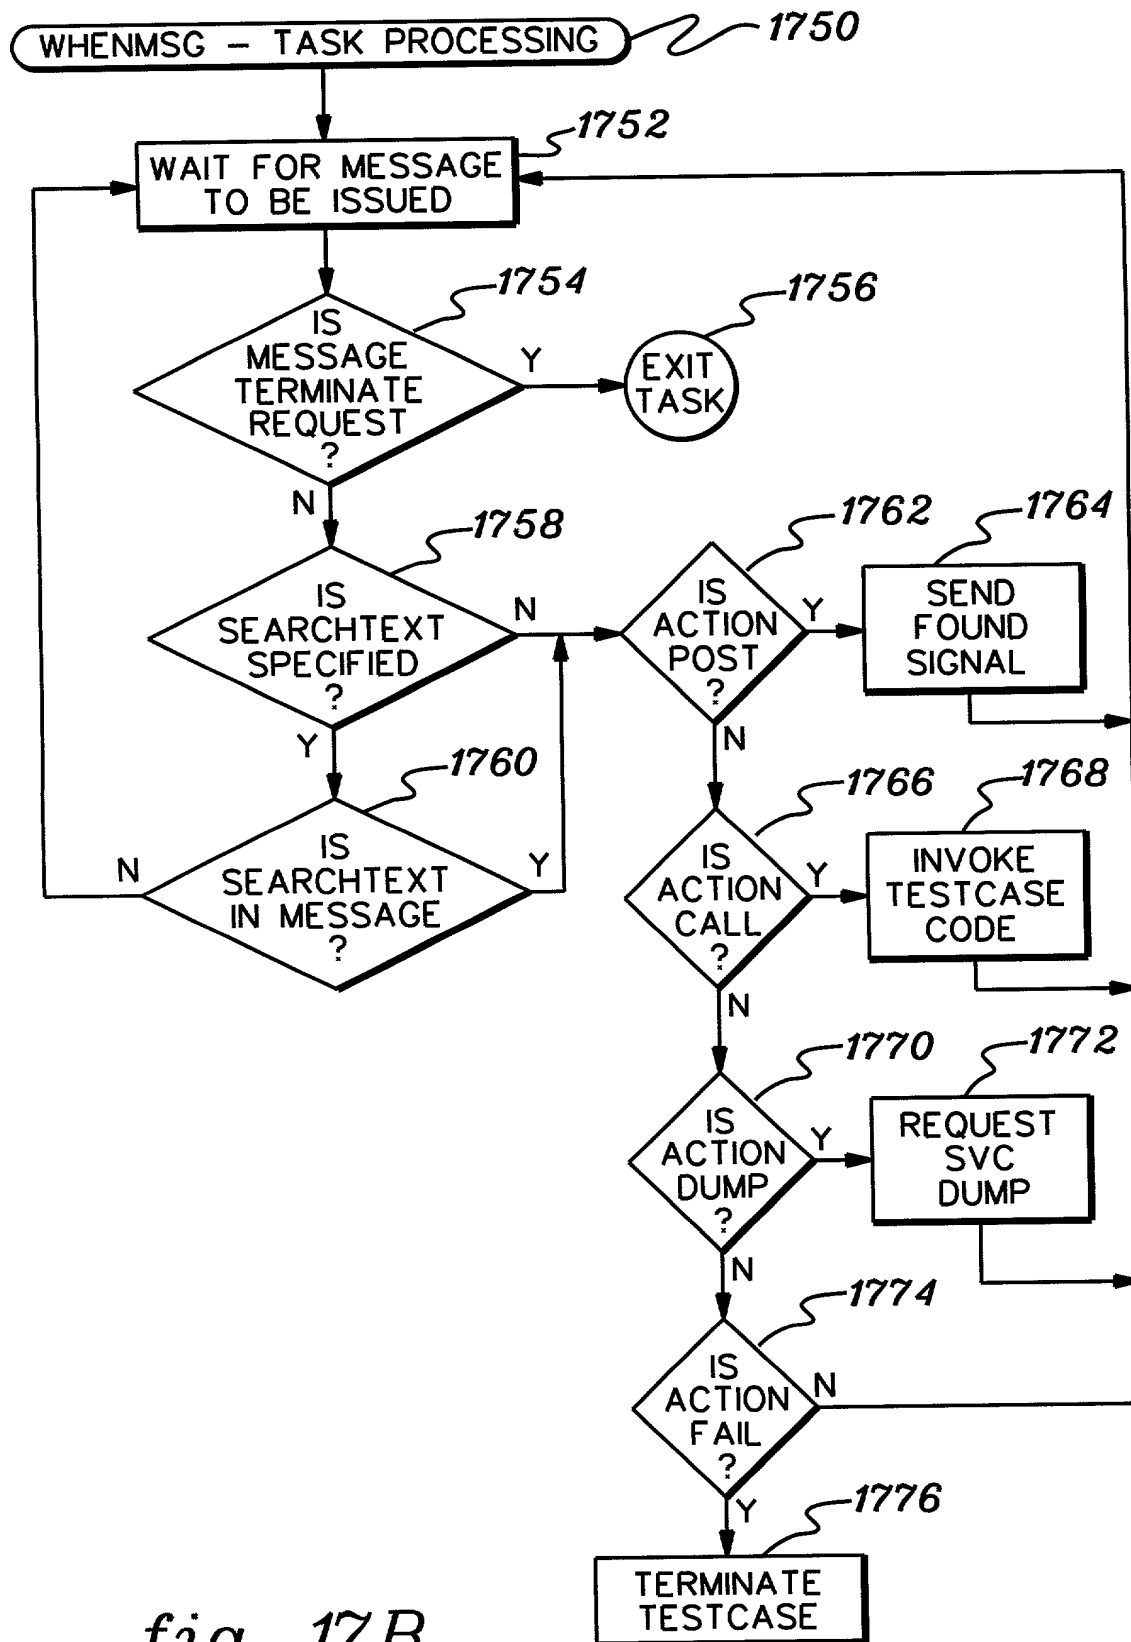 WHENMSG - TASK PROCESSING
1750
1752
WAIT FOR MESSAGE
TO BE ISSUED
1754
IS
MESSAGE
TERMINATE
REQUEST
?
Y
N
1756
EXIT
TASK
1758
IS
SEARCHTEXT
SPECIFIED
?
N
Y
1760
IS
SEARCHTEXT
IN MESSAGE
?
N
Y
1762
IS
ACTION
POST
?
Y
N
1764
SEND
FOUND
SIGNAL
1766
IS
ACTION
CALL
?
Y
N
1768
INVOKE
TESTCASE
CODE
1770
IS
ACTION
DUMP
?
Y
N
1772
REQUEST
SVC
DUMP
1774
IS
ACTION
FAIL
?
N
Y
1776
TERMINATE
TESTCASE
fig. 17B